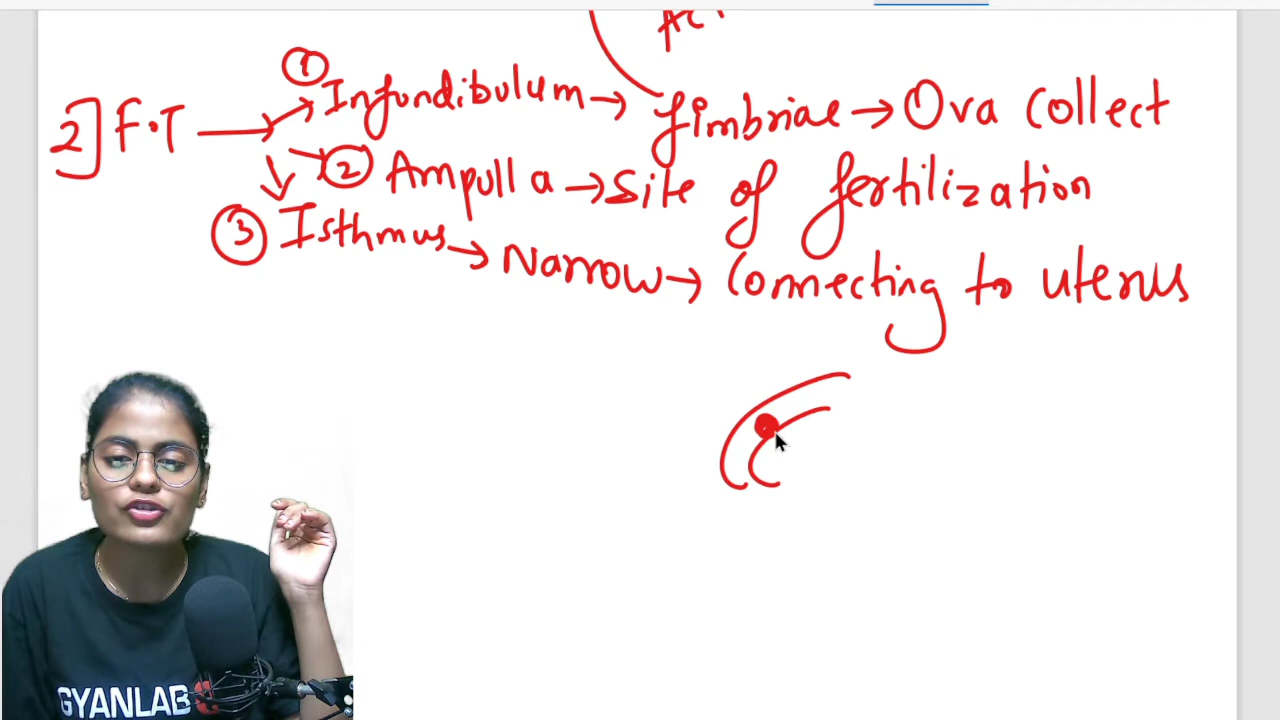 2] F.T → ① Infundibulum → fimbriae → Ova collect
② Ampulla → Site of fertilization
③ Isthmus → Narrow → Connecting to uterus
GYANLAB